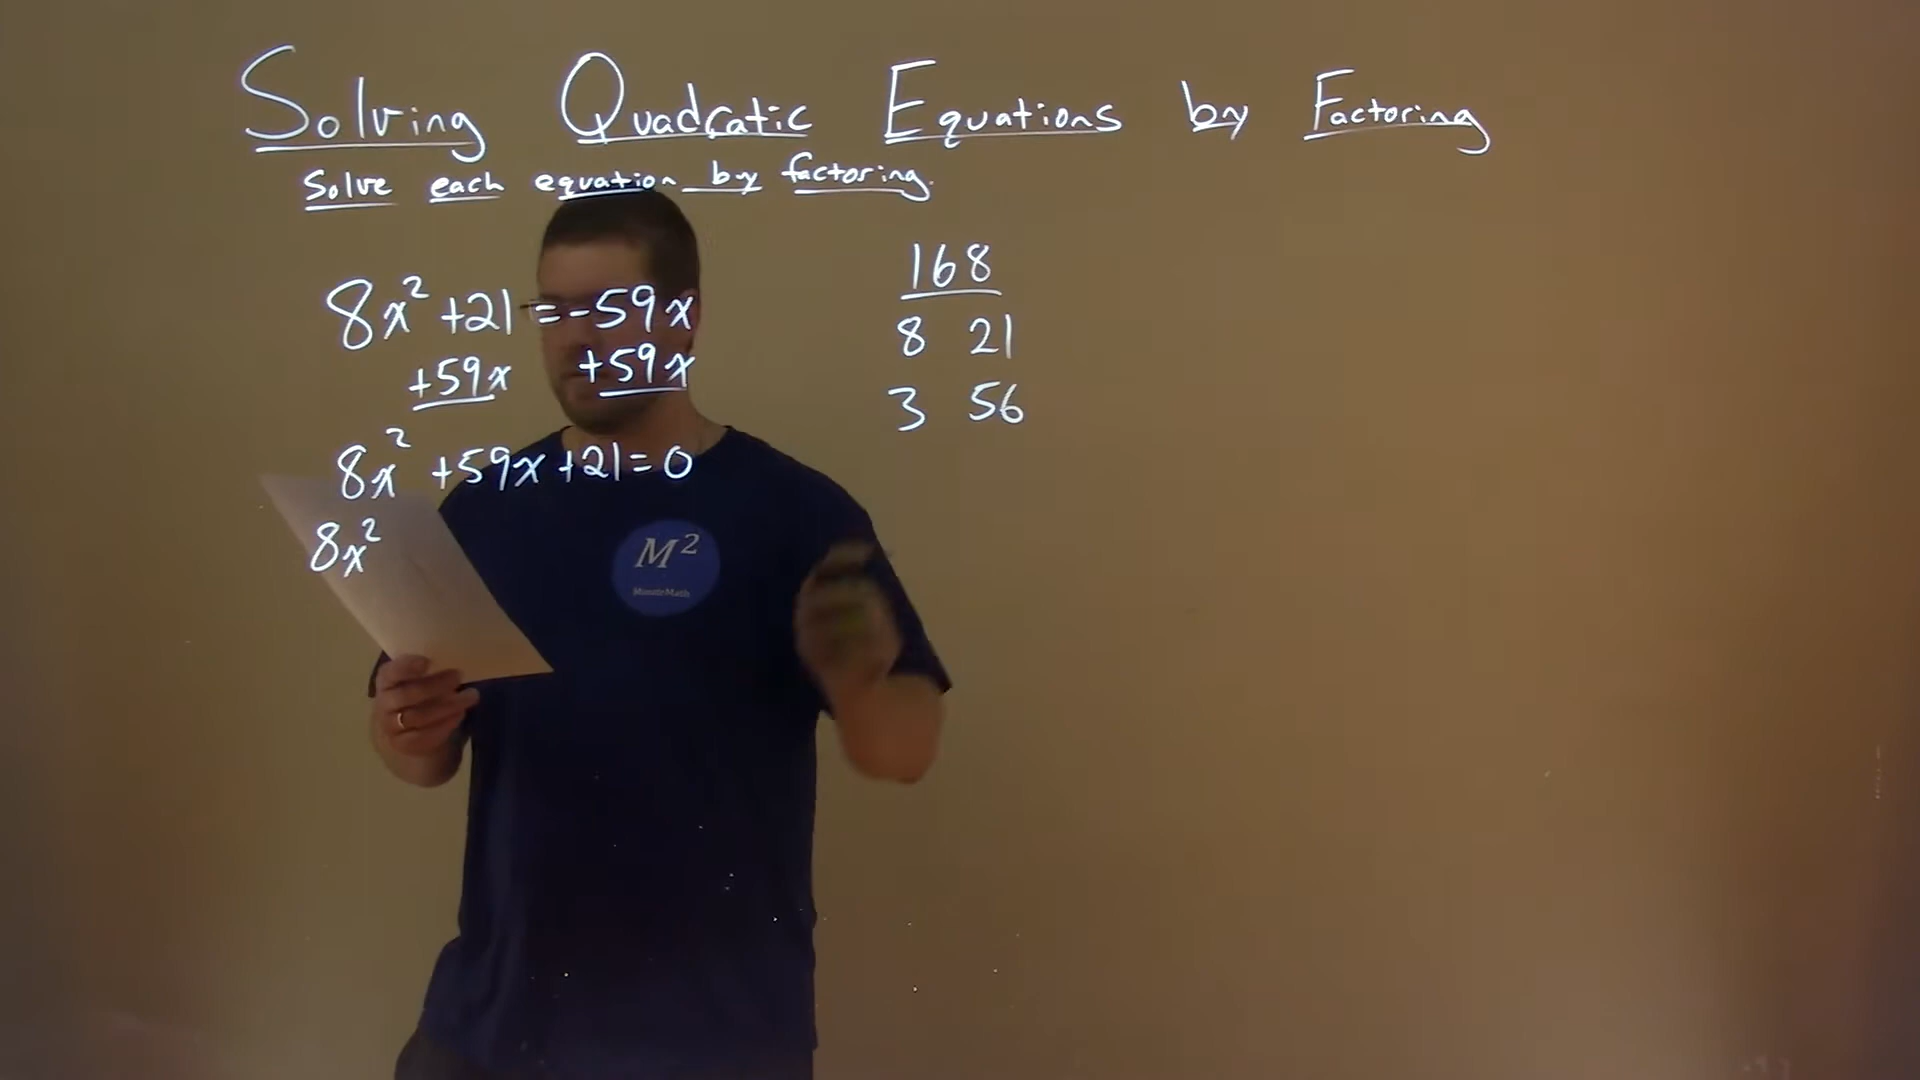 Solving Quadratic Equations by Factoring
Solve each equation by factoring.
8x² +21 = -59x
+59x +59x
8x² +59x +21 = 0
8x²
168
8 21
3 56
M²
MinuteMath